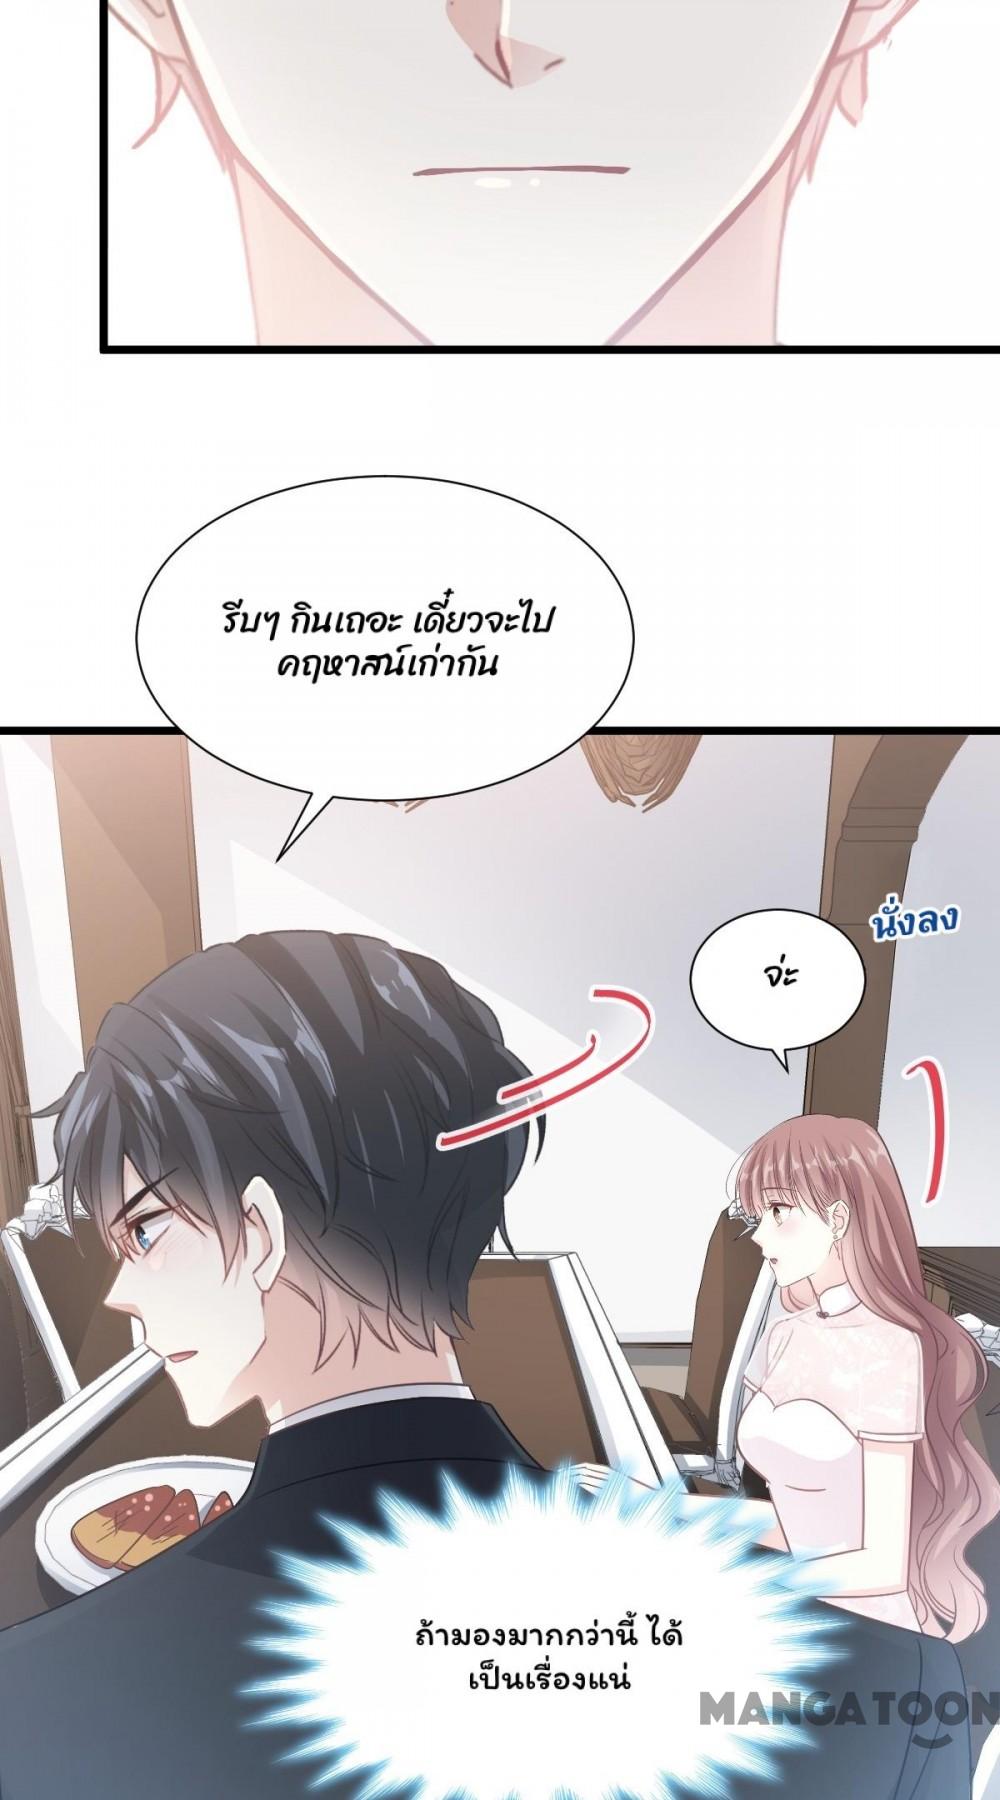 รีบๆ กินเถอะ เดี๋ยวจะไป
คฤหาสน์เก่ากัน
นั่งลง
จ่ะ
ถ้ามองมากกว่านี้ ได้
เป็นเรื่องแน่
MANGATOON